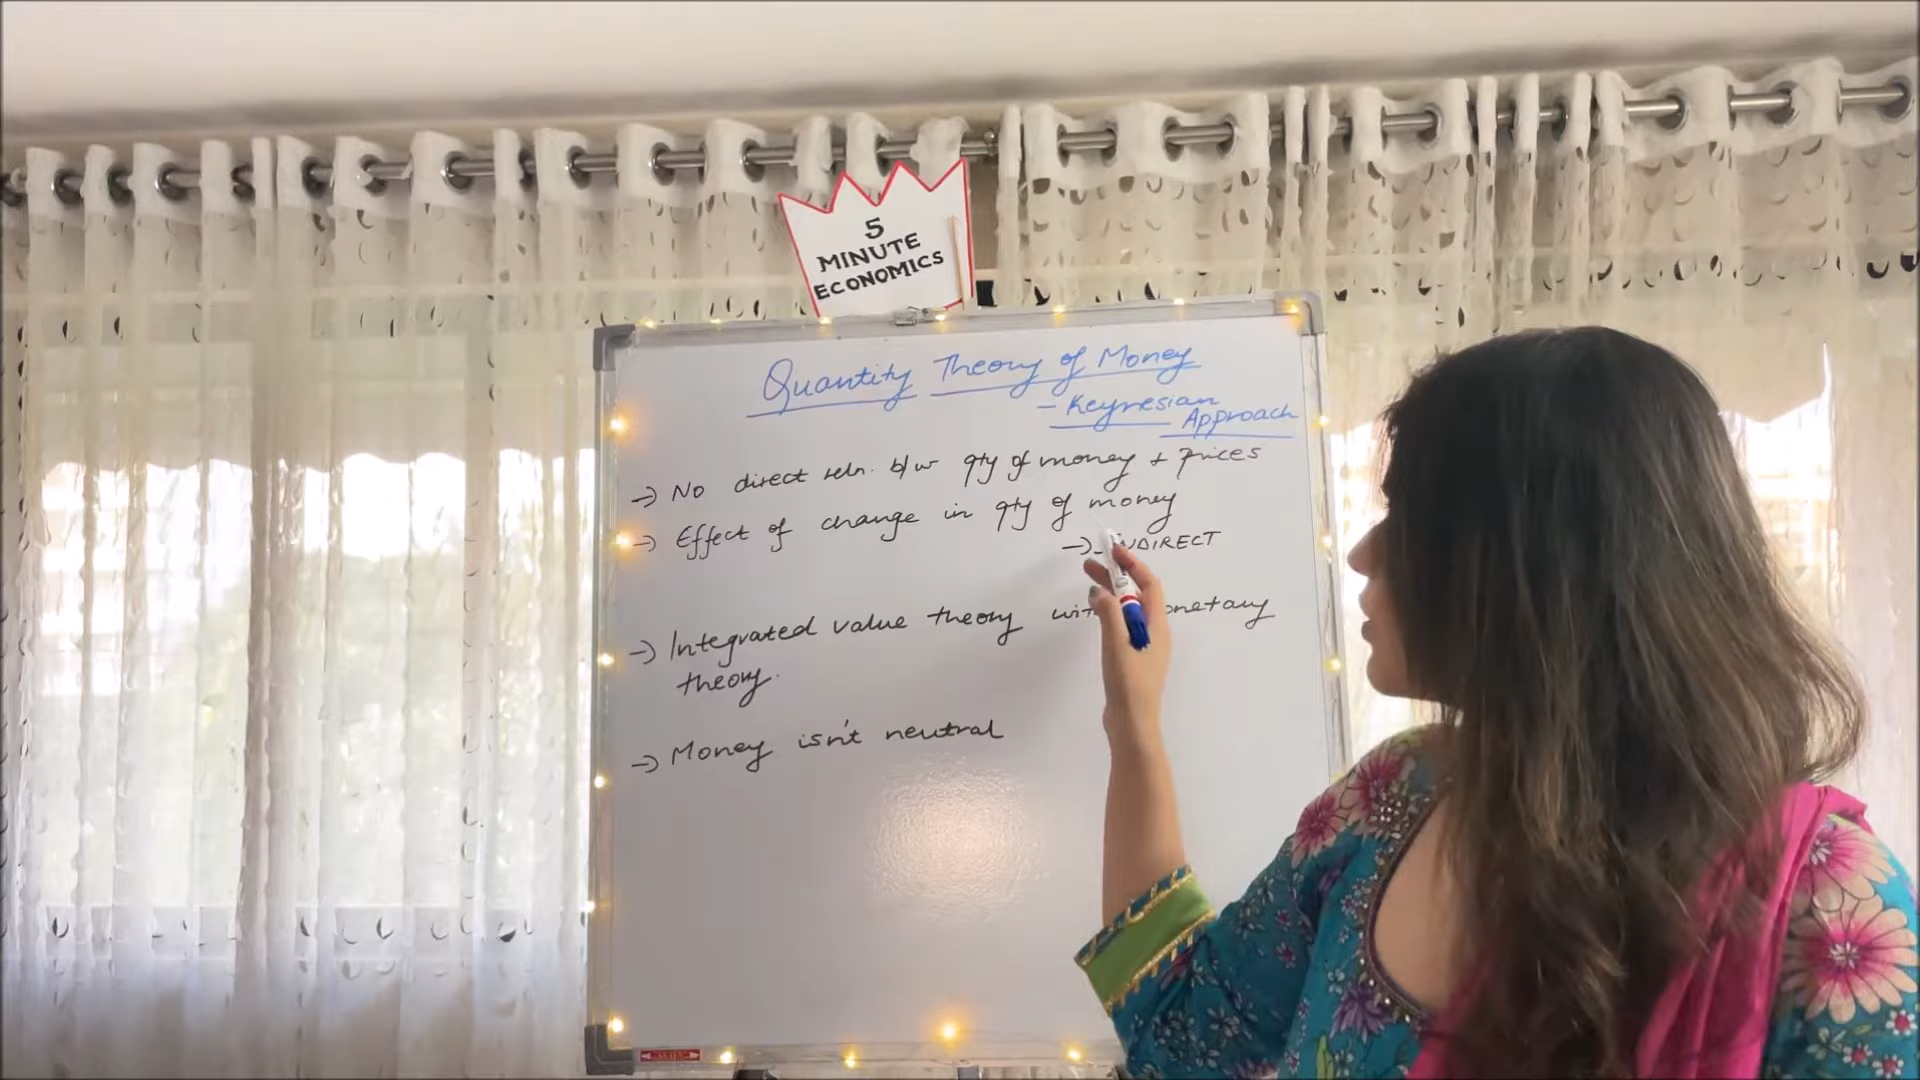 5
MINUTE
ECONOMICS
Quantity Theory of Money
- Keynesian
Approach
→ No direct reln. b/w qty of money & prices
→ Effect of change in qty of money
→ INDIRECT
→ Integrated value theory
theory.
→ Money isn't neutral